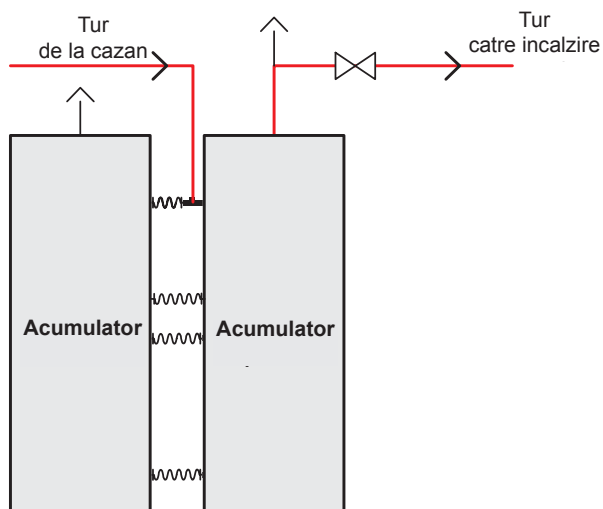 Tur
de la cazan
Tur
catre incalzire
Acumulator
Acumulator